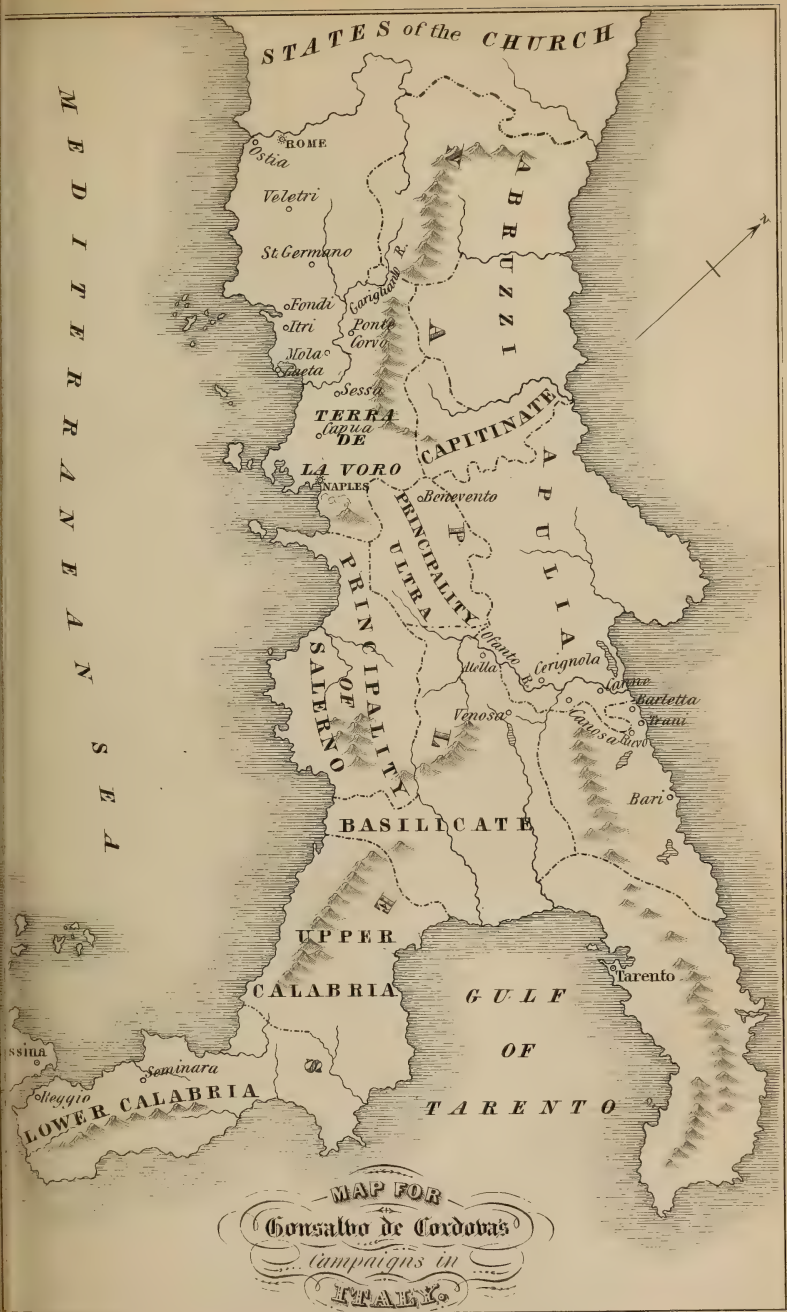 STATES of the CHURCH
MEDITERRANEAN SEA
ROME
Ostia
Veletri
St. Germano
Garigliano R.
Fondi
Itri
Ponte
Corvo
Mola
Gaeta
Sessa
ABRUZZI
N
TERRA
Capua
DE
LA VORO
NAPLES
CAPITINATE
APULIA
NAPLES
Benevento
PRINCIPALITY
ULTRA
PRINCIPALITY
OF
SALERNO
Ofanto R.
Atella
Cerignola
Canne
Barletta
Trani
Canosa
Ruvo
Venosa
Bari
BASILICATE
UPPER
CALABRIA
Tarento
GULF
OF
TARENTO
ssina
Seminara
Reggio
LOWER CALABRIA
MAP FOR
Gonsalvo de Cordova's
Campaigns in
ITALY.